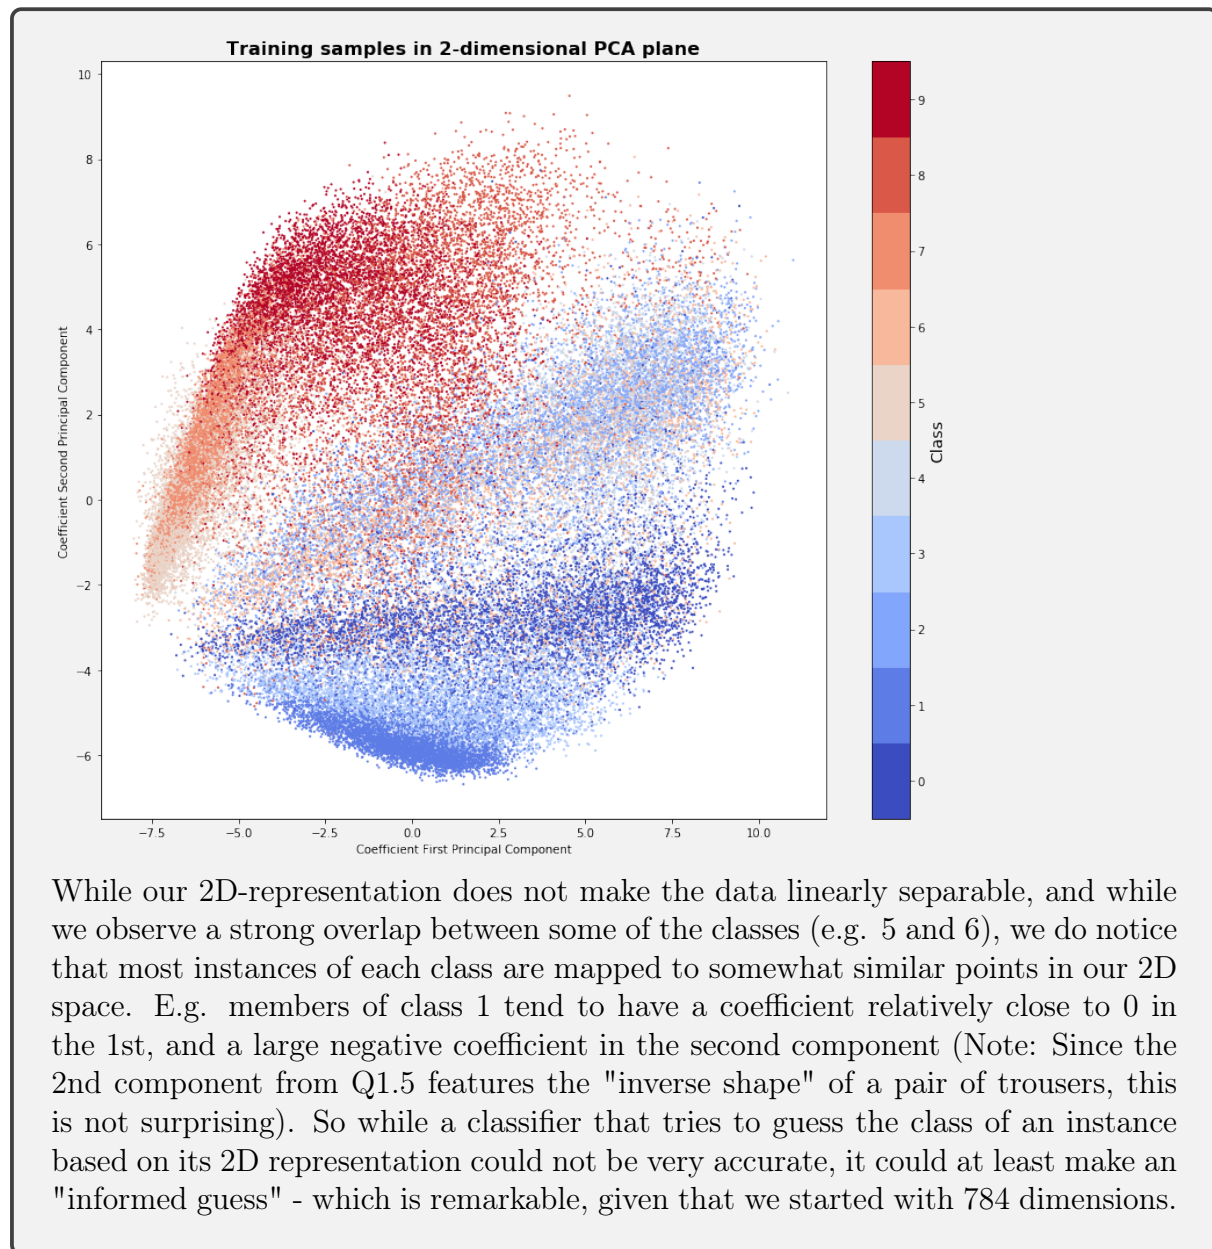 Training samples in 2-dimensional PCA plane
10
8
6
4
2
0
−2
−4
−6
Coefficient Second Principal Component
−7.5 −5.0 −2.5 0.0 2.5 5.0 7.5 10.0
Coefficient First Principal Component
9
8
7
6
5
4
3
2
1
0
Class
While our 2D-representation does not make the data linearly separable, and while
we observe a strong overlap between some of the classes (e.g. 5 and 6), we do notice
that most instances of each class are mapped to somewhat similar points in our 2D
space. E.g. members of class 1 tend to have a coefficient relatively close to 0 in
the 1st, and a large negative coefficient in the second component (Note: Since the
2nd component from Q1.5 features the "inverse shape" of a pair of trousers, this
is not surprising). So while a classifier that tries to guess the class of an instance
based on its 2D representation could not be very accurate, it could at least make an
"informed guess" - which is remarkable, given that we started with 784 dimensions.